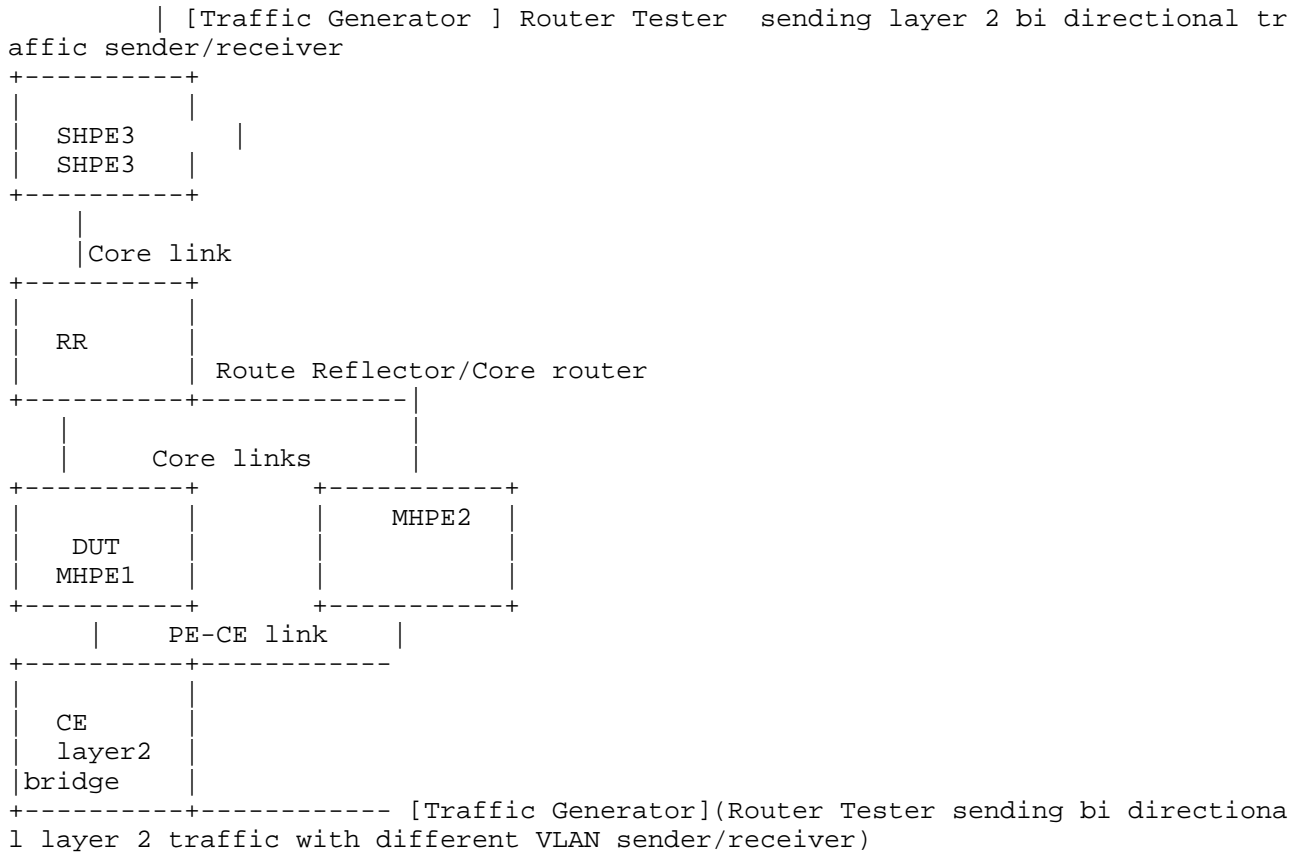 | [Traffic Generator ] Router Tester  sending layer 2 bi directional tr
affic sender/receiver
+----------+
|          |
|  SHPE3      |
|  SHPE3   |
+----------+
    |
    |Core link
+----------+
|          |
|  RR      |
|          | Route Reflector/Core router
+----------+------------|
   |                    |
   |     Core links     |
+----------+       +-----------+
|          |       |    MHPE2  |
|   DUT    |       |           |
|  MHPE1   |       |           |
+----------+       +-----------+
     |    PE-CE link    |
+----------+------------
|          |
|  CE      |
|  layer2  |
|bridge    |
+----------+------------ [Traffic Generator](Router Tester sending bi directiona
l layer 2 traffic with different VLAN sender/receiver)